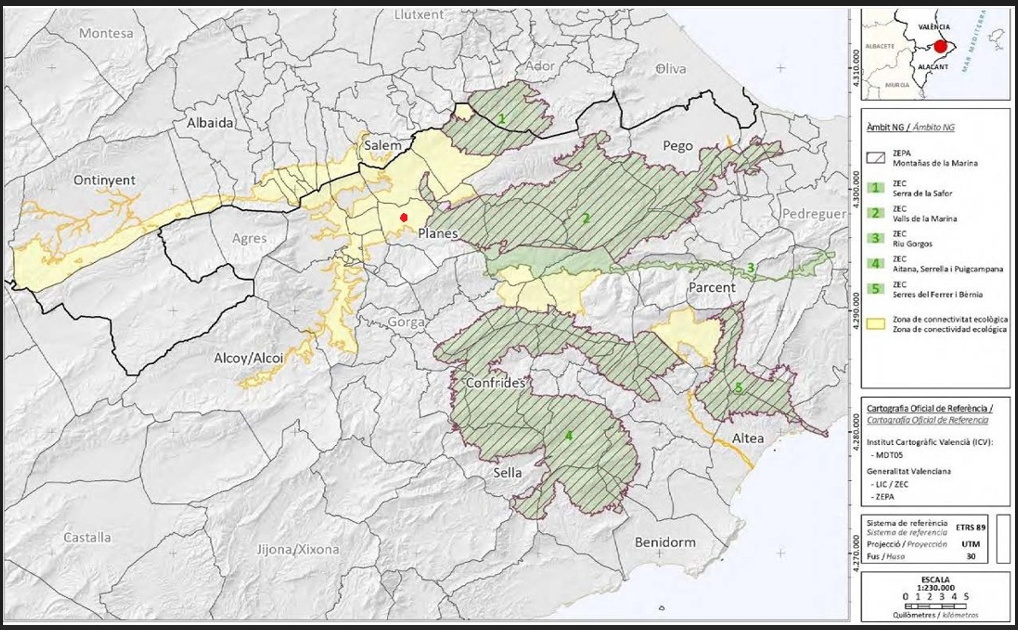 Montesa
Llutxent
Ador
Oliva
Albaida
Salem
Pego
Ontinyent
Pedreguer
Agres
Planes
Parcent
Gorga
Alcoy/Alcoi
Confrides
Altea
Sella
Castalla
Jijona/Xixona
Benidorm
1
2
3
4
5
4.310.000
4.300.000
4.290.000
4.280.000
4.270.000
VALÈNCIA
ALBACETE
ALACANT
MURCIA
MAR MEDITERRA
Àmbit NG / Ámbito NG
ZEPA
Montañas de la Marina
1 ZEC
Serra de la Safor
2 ZEC
Valls de la Marina
3 ZEC
Riu Gorgos
4 ZEC
Aitana, Serrella i Puigcampana
5 ZEC
Serres del Ferrer i Bèrnia
Zona de connectivitat ecològica
Zona de conectividad ecológica
Cartografia Oficial de Referència /
Cartografía Oficial de Referencia
Institut Cartogràfic Valencià (ICV):
- MDT05
Generalitat Valenciana
- LIC / ZEC
- ZEPA
Sistema de referència ETRS 89
Sistema de referencia
Projecció / Proyección UTM
Fus / Huso 30
ESCALA
1:230.000
0 1 2 3 4 5
Quilòmetres / kilómetros